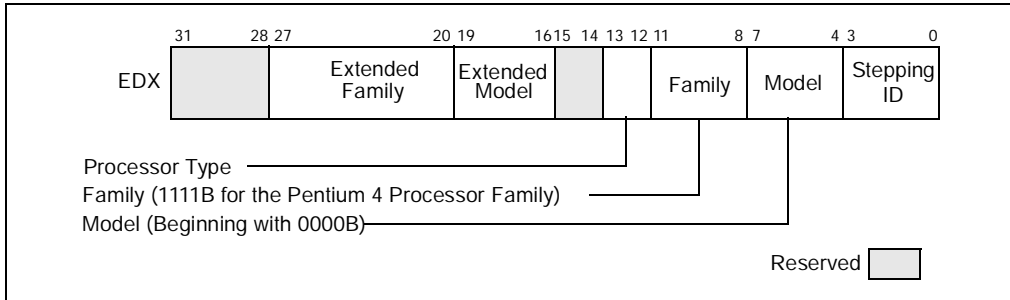 31 28 27 20 19 16 15 14 13 12 11 8 7 4 3 0
EDX
Extended
Family
Extended
Model
Family
Model
Stepping
ID
Processor Type
Family (1111B for the Pentium 4 Processor Family)
Model (Beginning with 0000B)
Reserved